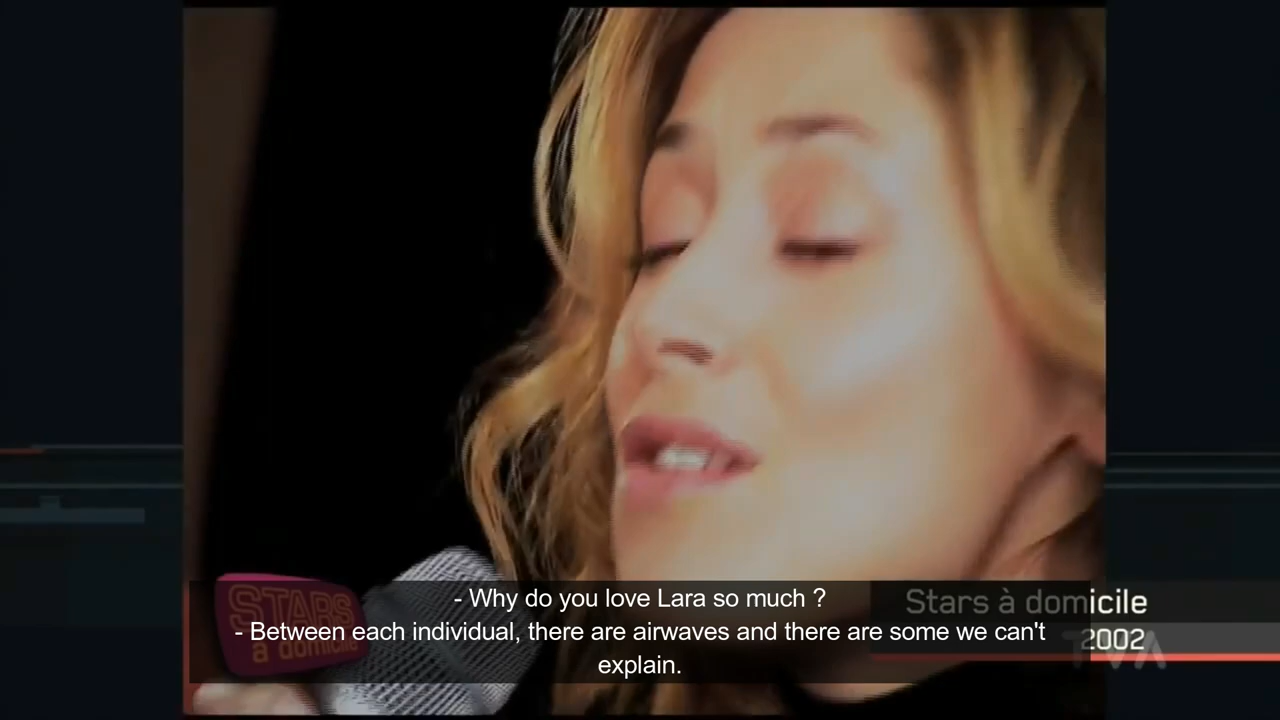 STARS
à domicile
- Why do you love Lara so much ?
- Between each individual, there are airwaves and there are some we can't
explain.
Stars à domicile
2002
TVA